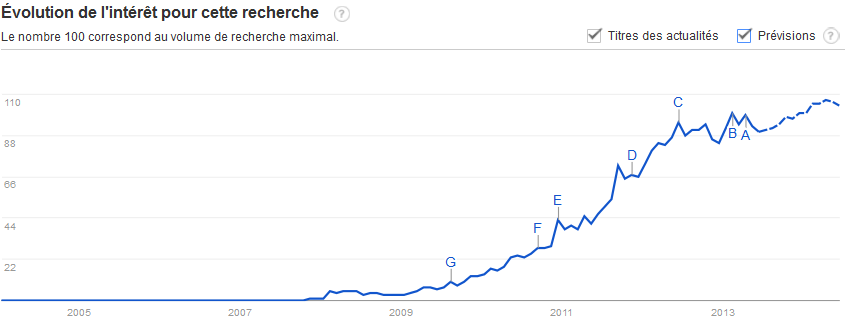 Évolution de l'intérêt pour cette recherche ?
Le nombre 100 correspond au volume de recherche maximal.
Titres des actualités
Prévisions ?
110
88
66
44
22
C
B
A
D
E
F
G
2005 2007 2009 2011 2013